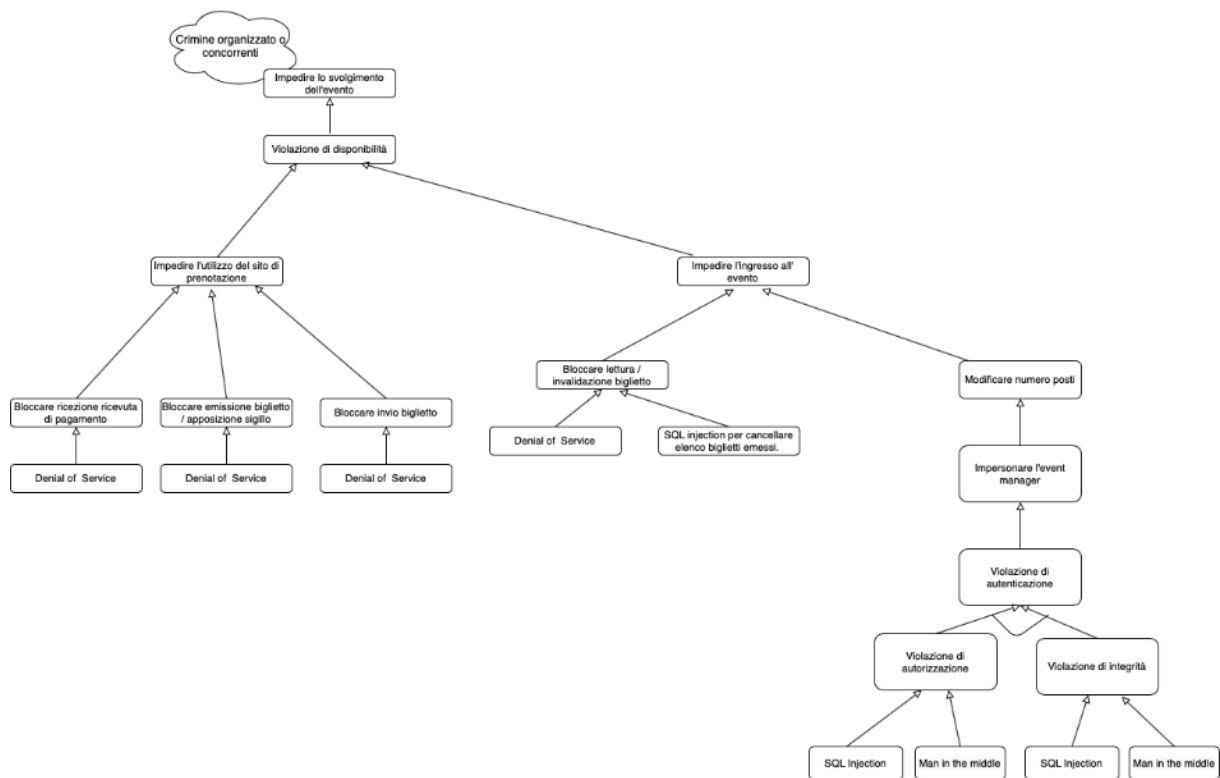 Crimine organizzato o
concorrenti
Impedire lo svolgimento
dell'evento
Violazione di disponibilità
Impedire l'utilizzo del sito di
prenotazione
Impedire l'ingresso all'
evento
Bloccare lettura /
invalidazione biglietto
Modificare numero posti
Bloccare ricezione ricevuta
di pagamento
Bloccare emissione biglietto
/ apposizione sigillo
Bloccare invio biglietto
Denial of Service
SQL injection per cancellare
elenco biglietti emessi.
Denial of Service
Denial of Service
Denial of Service
Impersonare l'event
manager
Violazione di
autenticazione
Violazione di
autorizzazione
Violazione di integrità
SQL Injection
Man in the middle
SQL Injection
Man in the middle